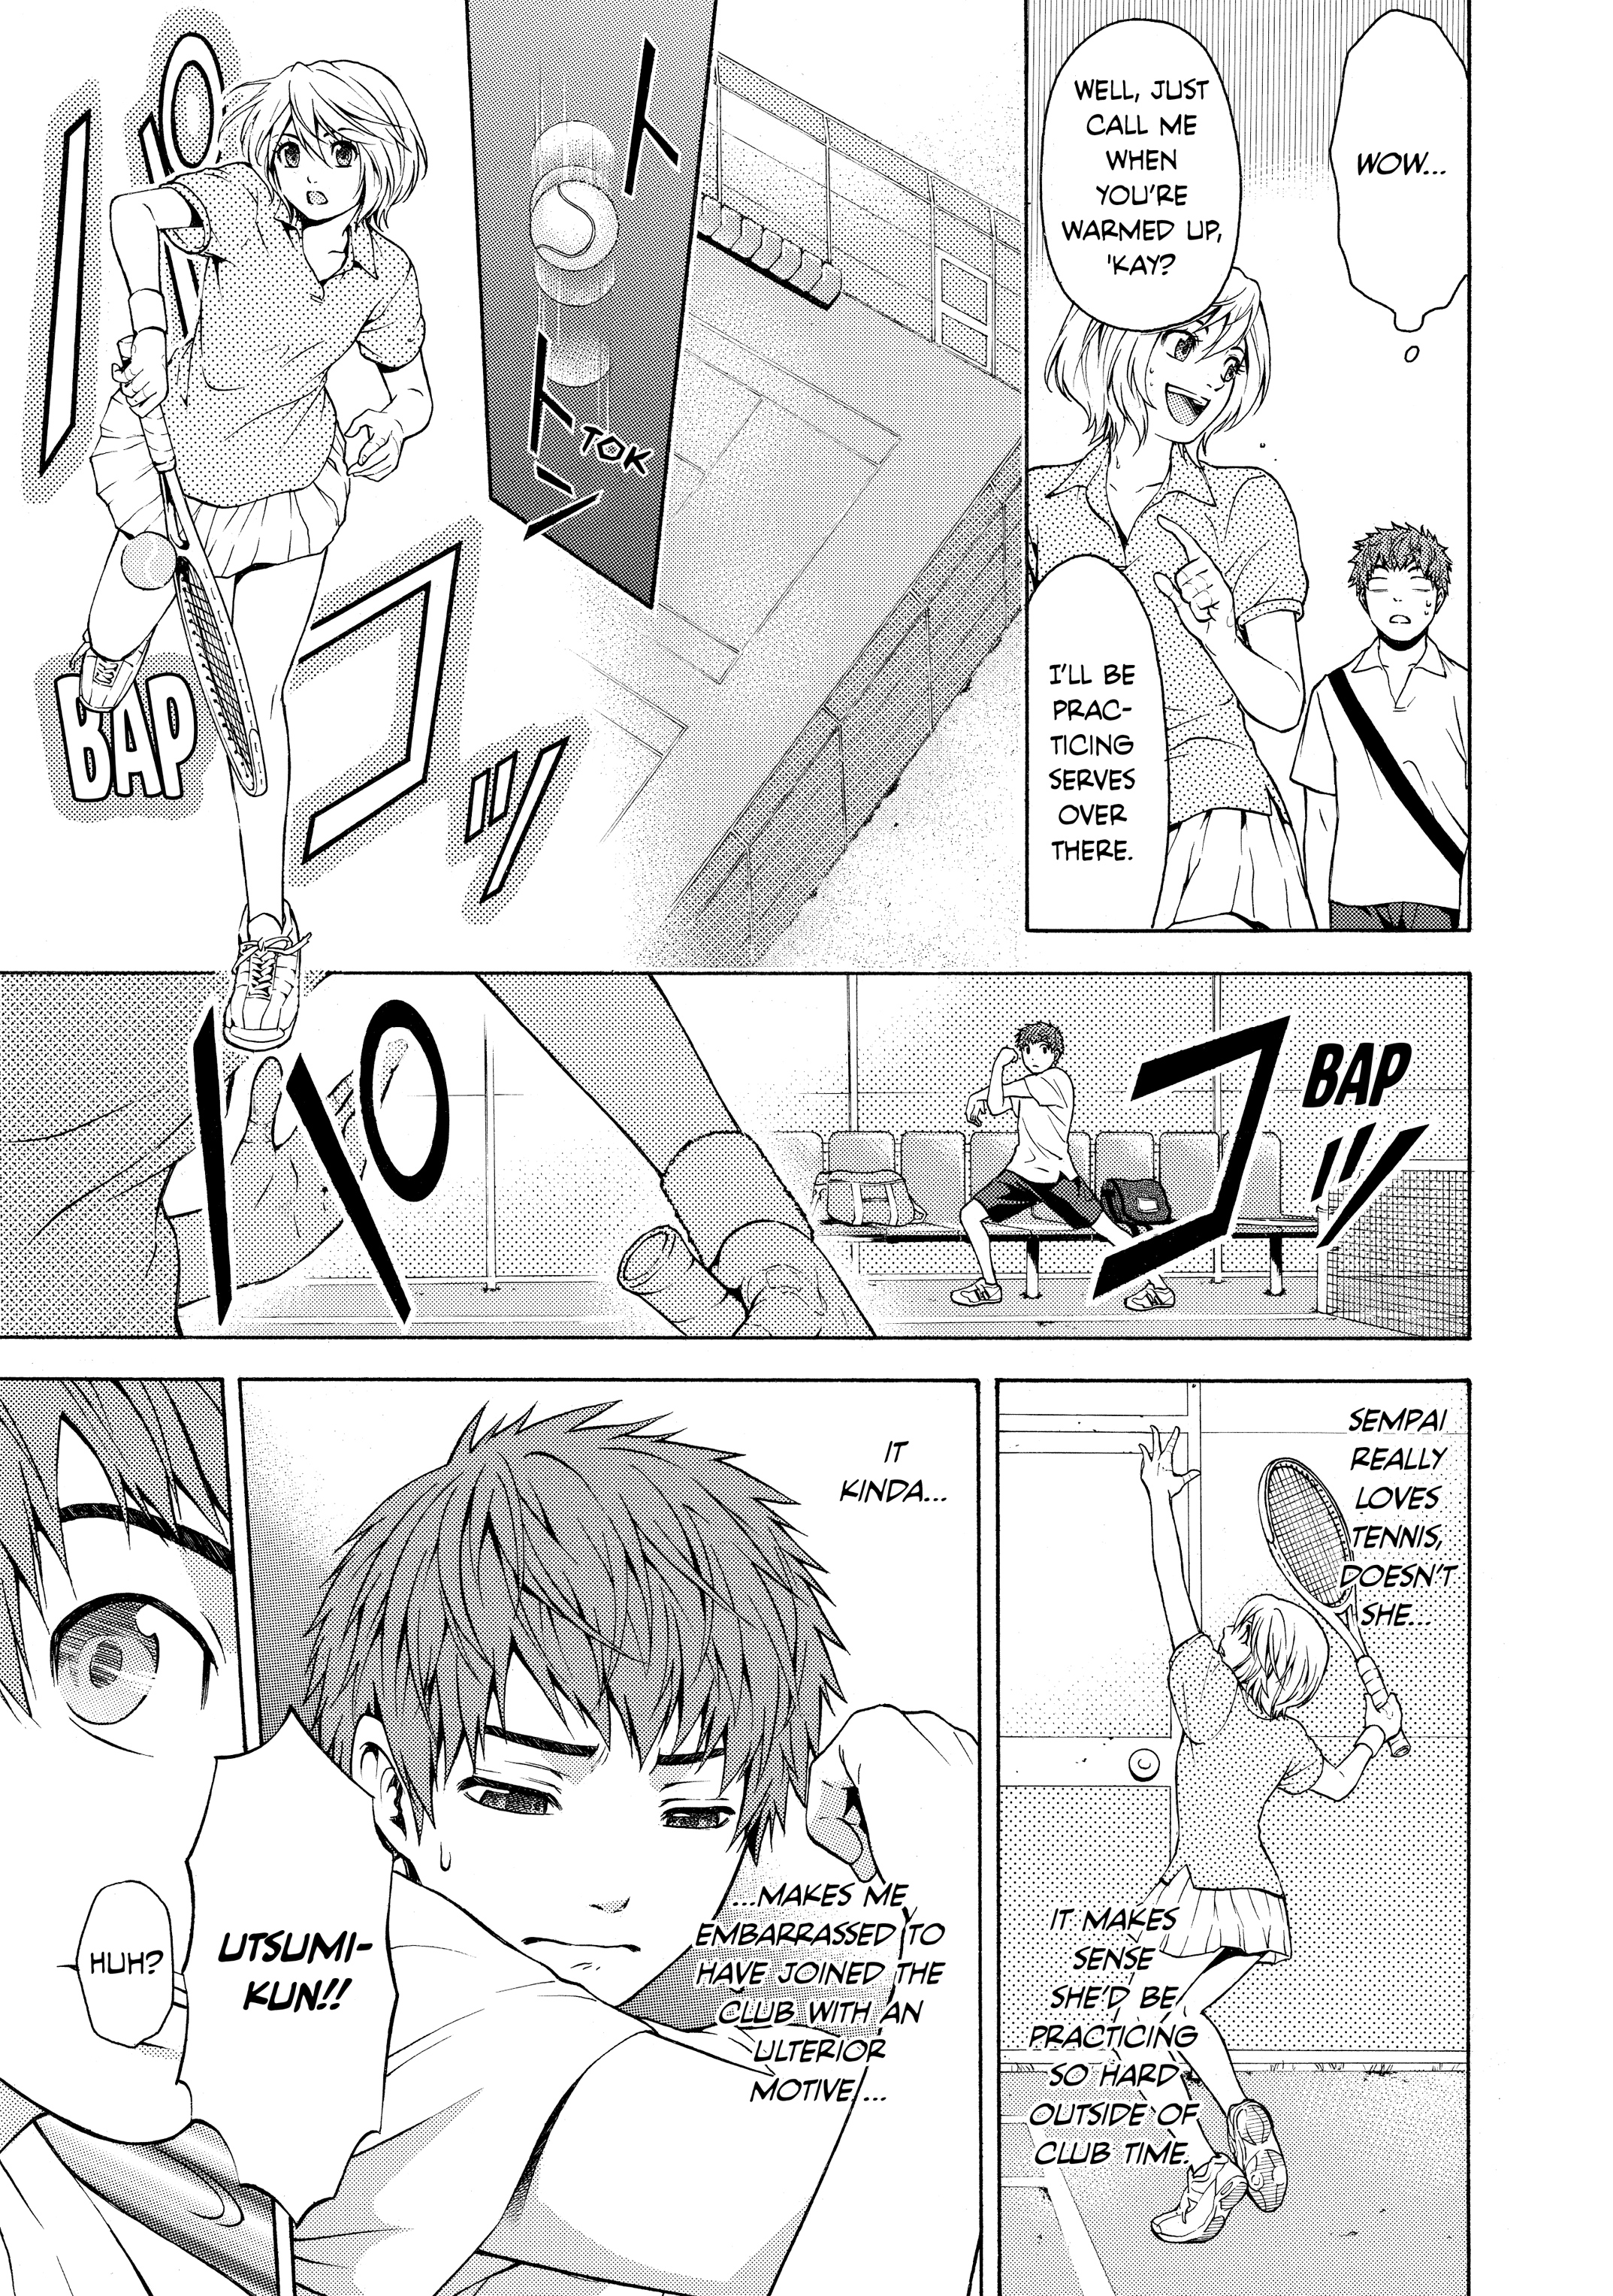 WOW...
WELL, JUST
CALL ME
WHEN
YOU'RE
WARMED UP,
'KAY?
I'LL BE
PRAC-
TICING
SERVES
OVER
THERE.
トトン
TOK
パコッ
BAP
BAP
パコッ
SEMPAI
REALLY
LOVES
TENNIS,
DOESN'T
SHE...
IT MAKES
SENSE
SHE'D BE
PRACTICING
SO HARD
OUTSIDE OF
CLUB TIME.
IT
KINDA...
...MAKES ME
EMBARRASSED TO
HAVE JOINED THE
CLUB WITH AN
ULTERIOR
MOTIVE...
UTSUMI-
KUN!!
HUH?